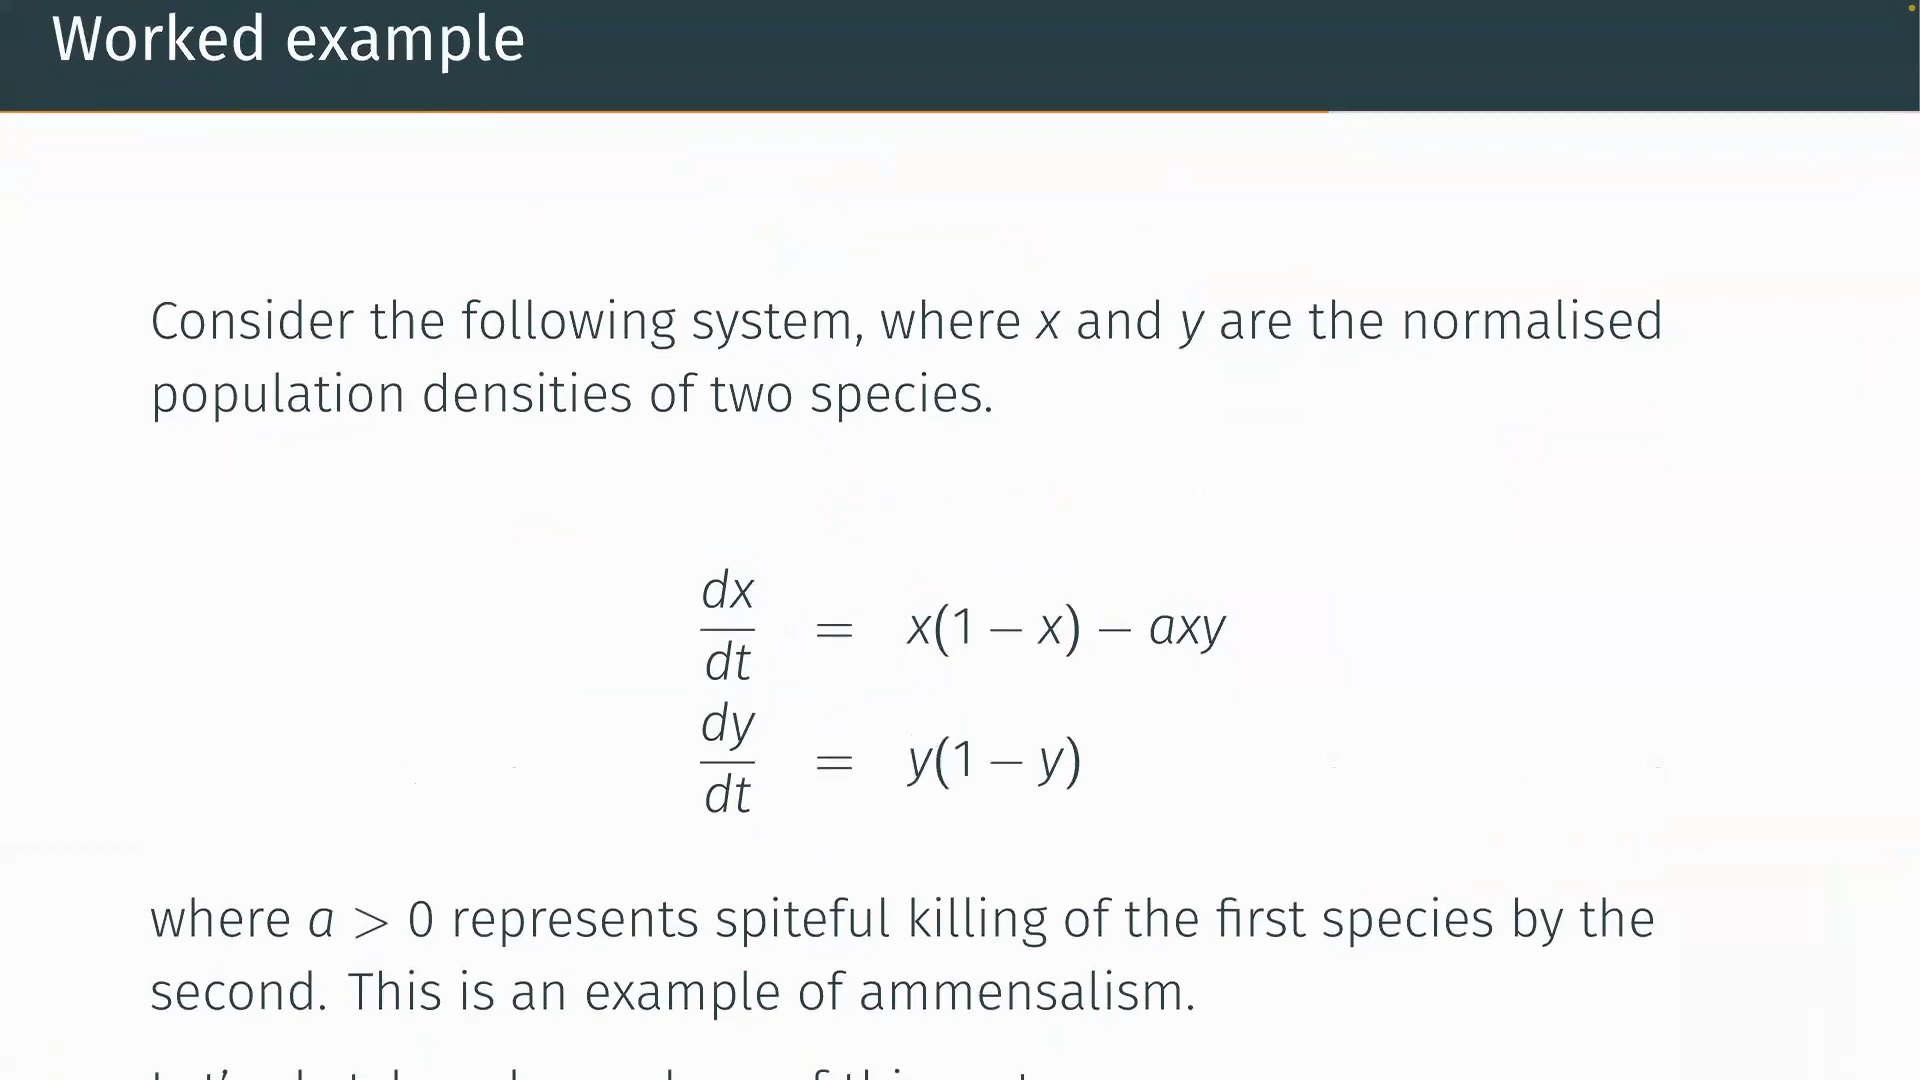 Worked example
Consider the following system, where x and y are the normalised
population densities of two species.
dx/dt = x(1 – x) – axy
dy/dt = y(1 – y)
where a > 0 represents spiteful killing of the first species by the
second. This is an example of ammensalism.